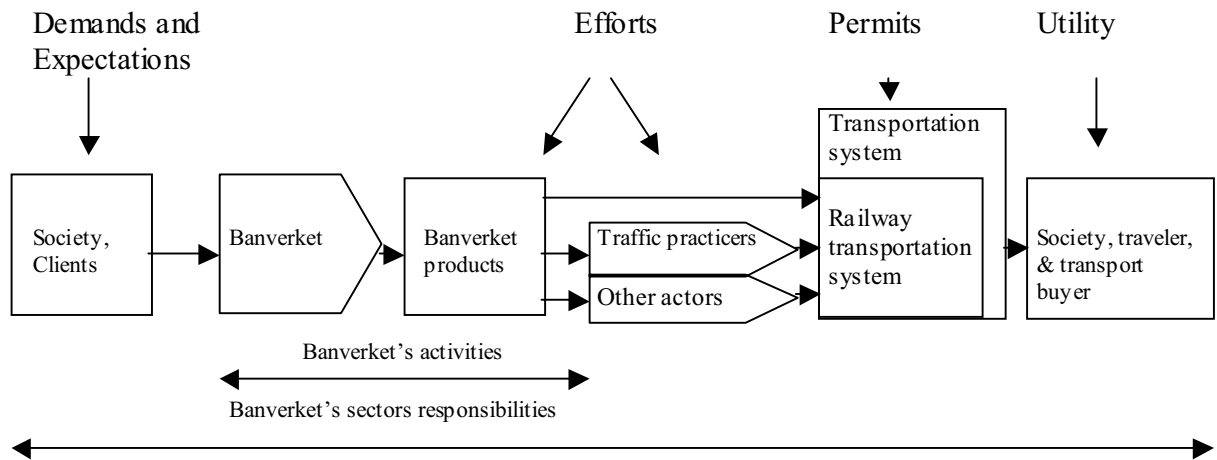 Demands and
Expectations
Efforts
Permits
Utility
Transportation
system
Society,
Clients
Banverket
Banverket
products
Traffic practicers
Other actors
Railway
transportation
system
Society, traveler,
& transport
buyer
Banverket’s activities
Banverket’s sectors responsibilities